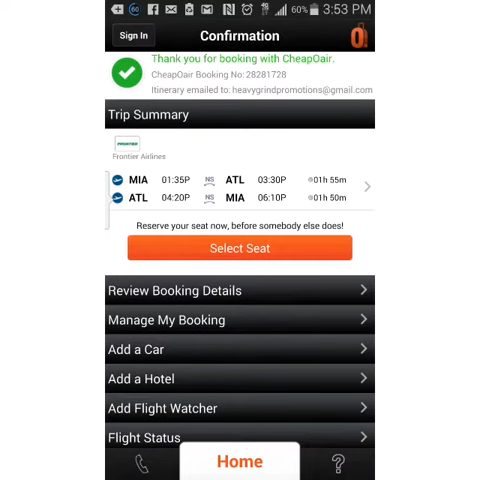 60 4G 60% 3:53 PM
Sign In
Confirmation
Thank you for booking with CheapOair.
CheapOair Booking No: 28281728
Itinerary emailed to: heavygrindpromotions@gmail.com
Trip Summary
FRONTIER
Frontier Airlines
MIA 01:35P NS ATL 03:30P 01h 55m
ATL 04:20P NS MIA 06:10P 01h 50m
Reserve your seat now, before somebody else does!
Select Seat
Review Booking Details
Manage My Booking
Add a Car
Add a Hotel
Add Flight Watcher
Flight Status
Home
?